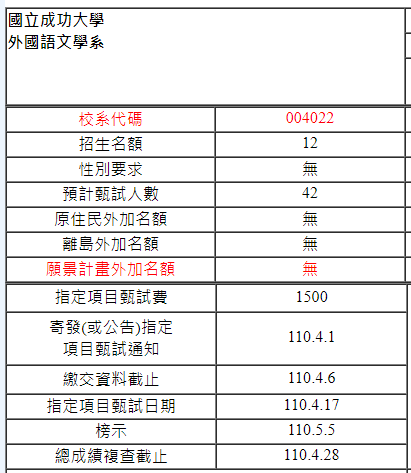 國立成功大學
外國語文學系
校系代碼 004022
招生名額 12
性別要求 無
預計甄試人數 42
原住民外加名額 無
離島外加名額 無
願景計畫外加名額 無
指定項目甄試費 1500
寄發(或公告)指定
項目甄試通知 110.4.1
繳交資料截止 110.4.6
指定項目甄試日期 110.4.17
榜示 110.5.5
總成績複查截止 110.4.28